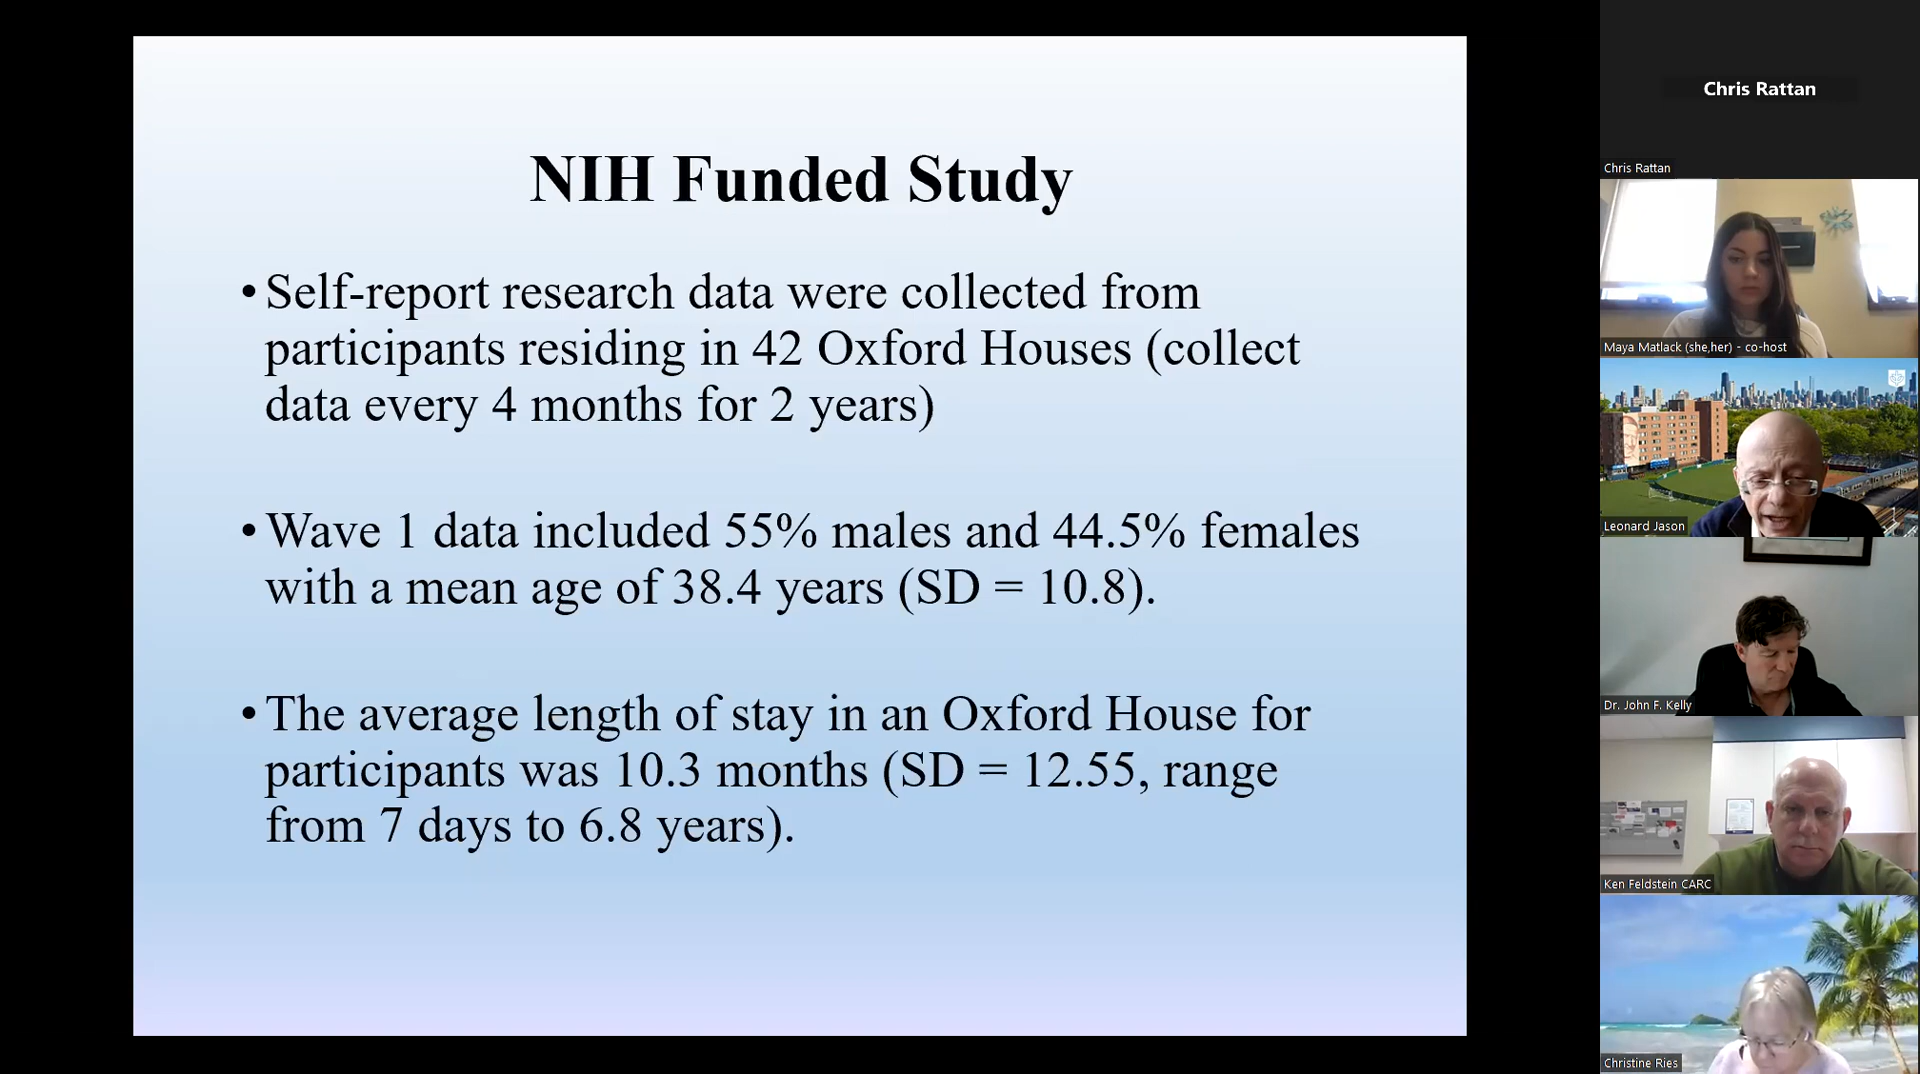 NIH Funded Study
• Self-report research data were collected from
participants residing in 42 Oxford Houses (collect
data every 4 months for 2 years)
• Wave 1 data included 55% males and 44.5% females
with a mean age of 38.4 years (SD = 10.8).
• The average length of stay in an Oxford House for
participants was 10.3 months (SD = 12.55, range
from 7 days to 6.8 years).
Chris Rattan
Chris Rattan
Maya Matlack (she,her) - co-host
Leonard Jason
Dr. John F. Kelly
Ken Feldstein CARC
Christine Ries